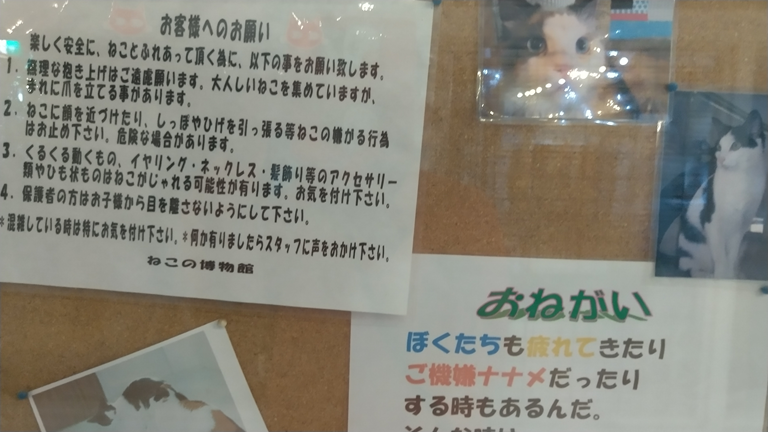 お客様へのお願い
楽しく安全に、ねことふれあって頂く為に、以下の事をお願い致します。
1．無理な抱き上げはご遠慮願います。大人しいねこを集めていますが、
まれに爪を立てる事があります。
2．ねこに顔を近づけたり、しっぽやひげを引っ張る等ねこの嫌がる行為
はお止め下さい。危険な場合があります。
3．くるくる動くもの、イヤリング・ネックレス・髪飾り等のアクセサリー
類やひも状ものはねこがじゃれる可能性が有ります。お気を付け下さい。
4．保護者の方はお子様から目を離さないようにして下さい。
＊混雑している時は特にお気を付け下さい。＊何か有りましたらスタッフに声をおかけ下さい。
ねこの博物館
おねがい
ぼくたちも疲れてきたり
ご機嫌ナナメだったり
する時もあるんだ。